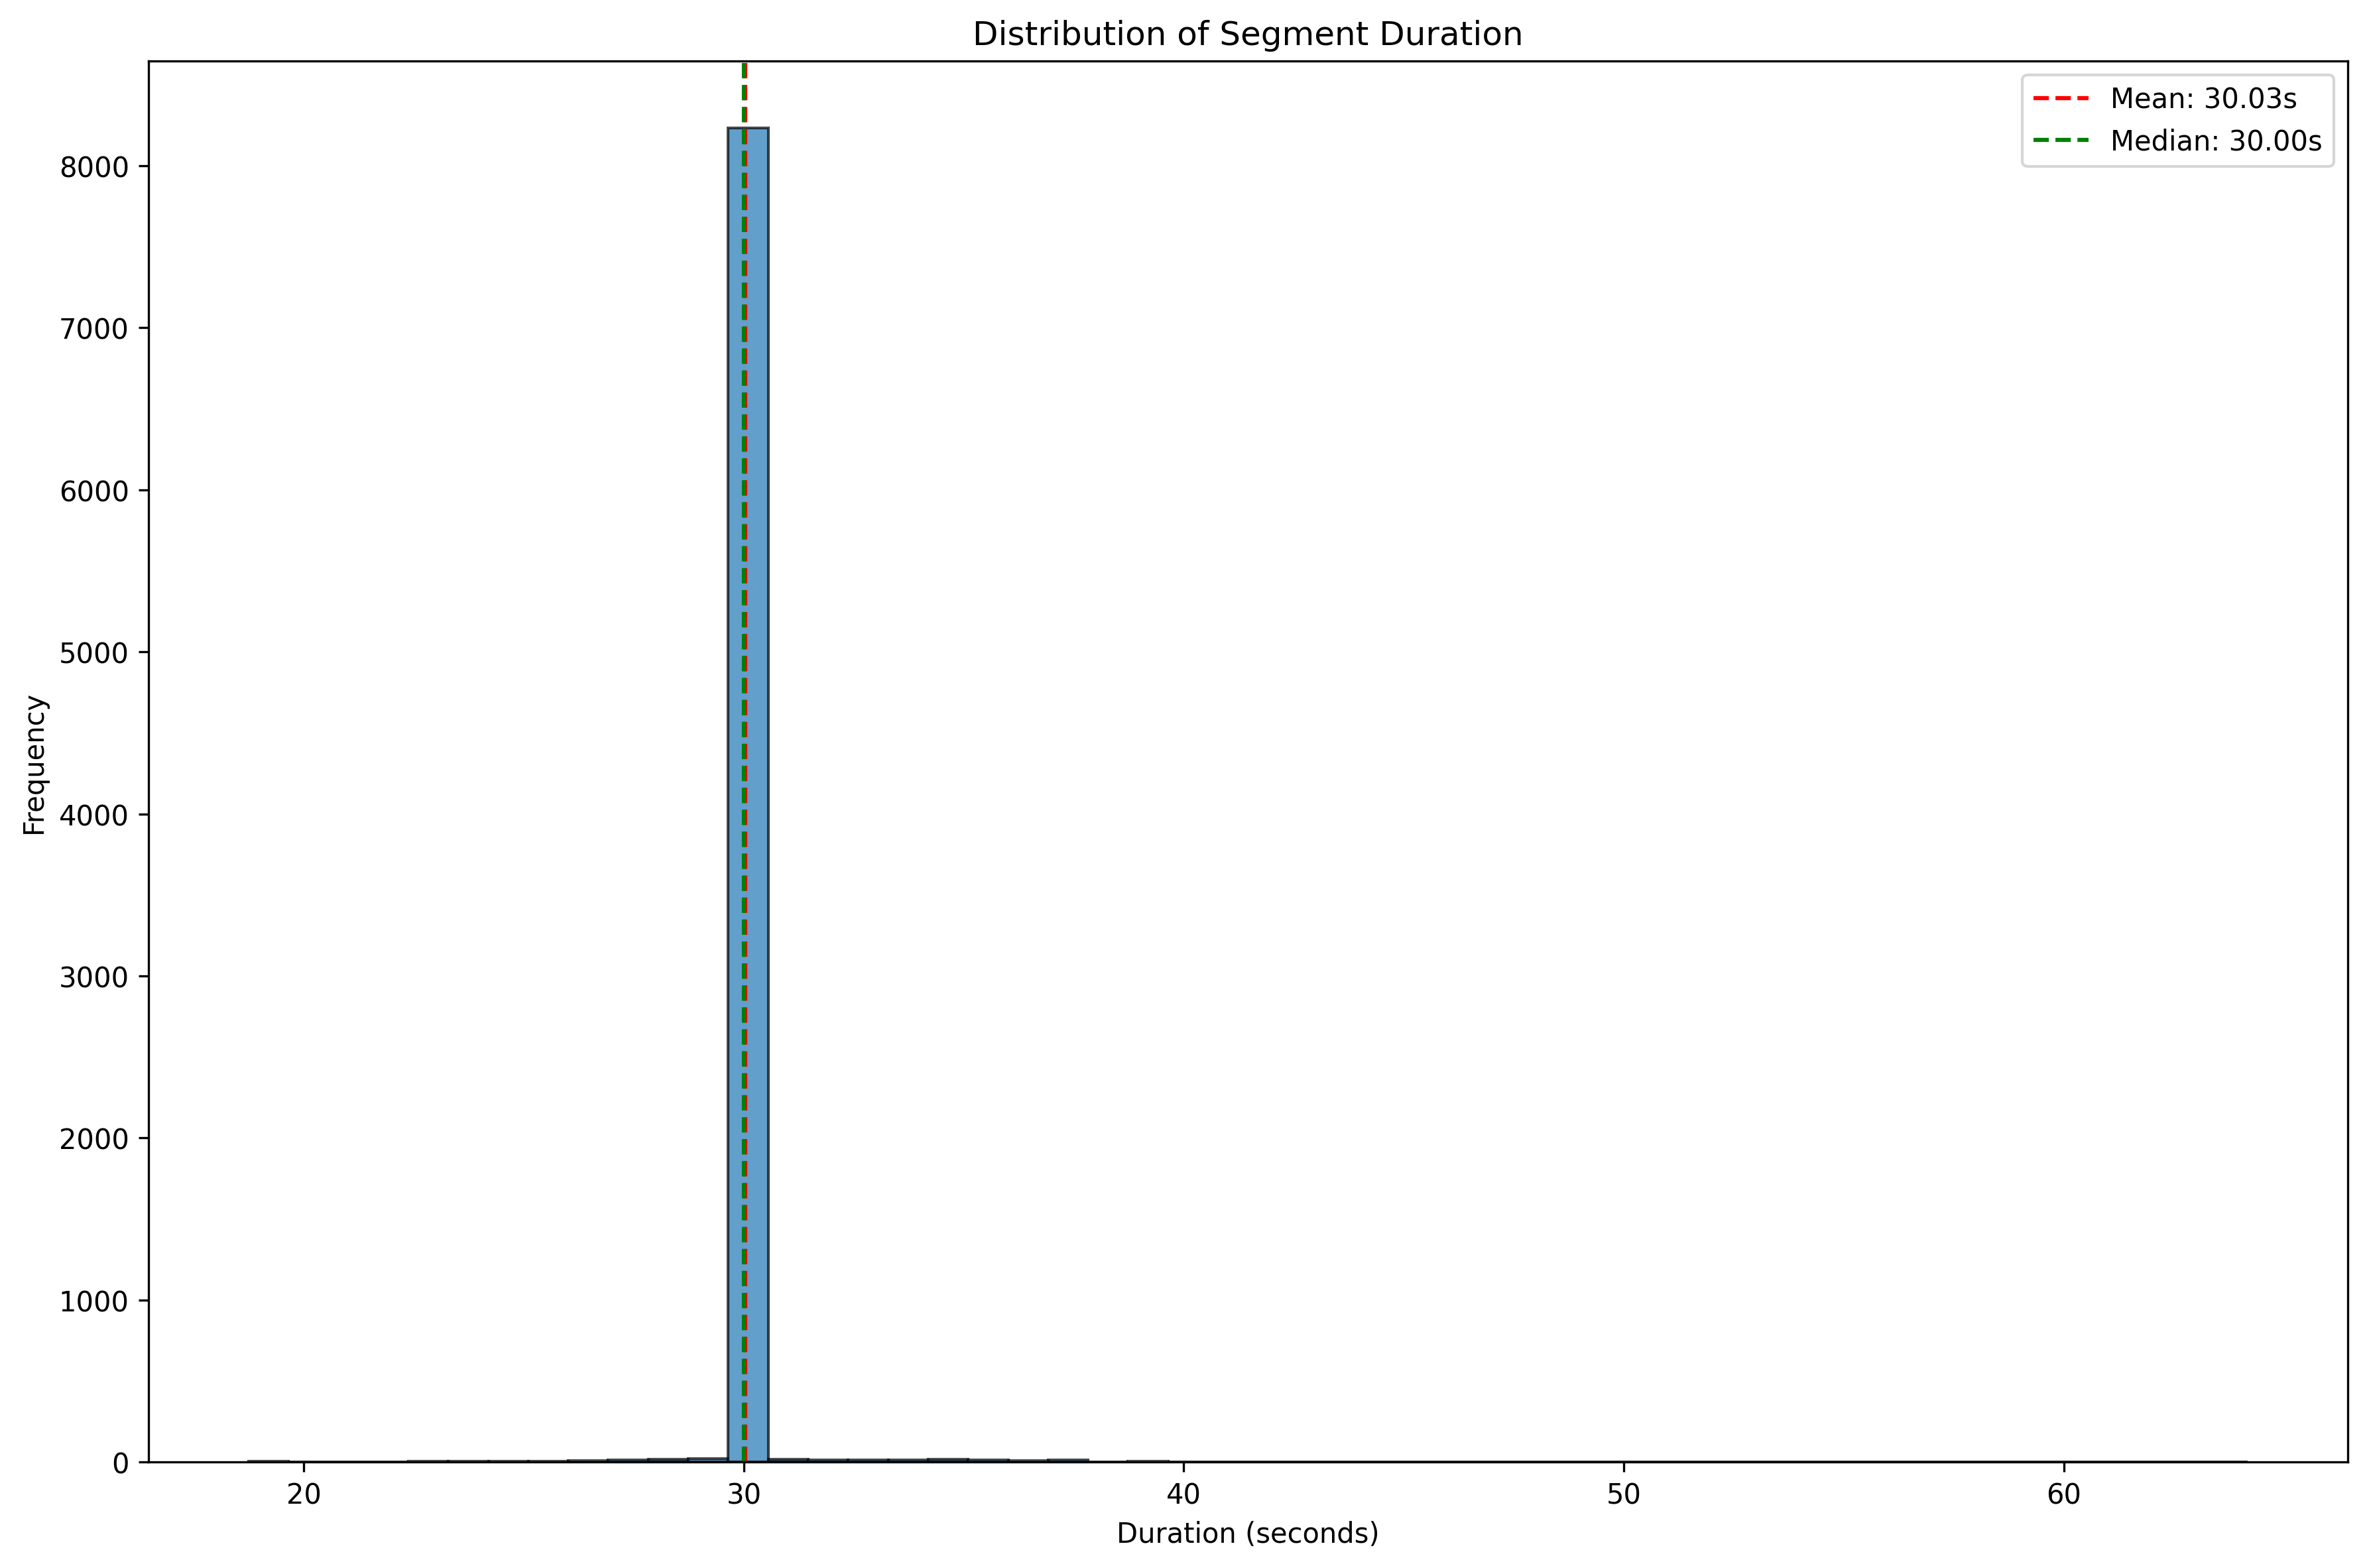 Distribution of Segment Duration
Mean: 30.03s
Median: 30.00s
Frequency
8000
7000
6000
5000
4000
3000
2000
1000
0
20 30 40 50 60
Duration (seconds)